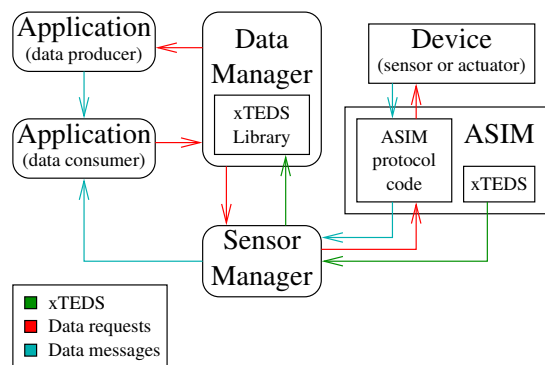 Application
(data producer)
Data
Manager
Device
(sensor or actuator)
xTEDS
Library
Application
(data consumer)
ASIM
protocol
code
ASIM
xTEDS
Sensor
Manager
xTEDS
Data requests
Data messages